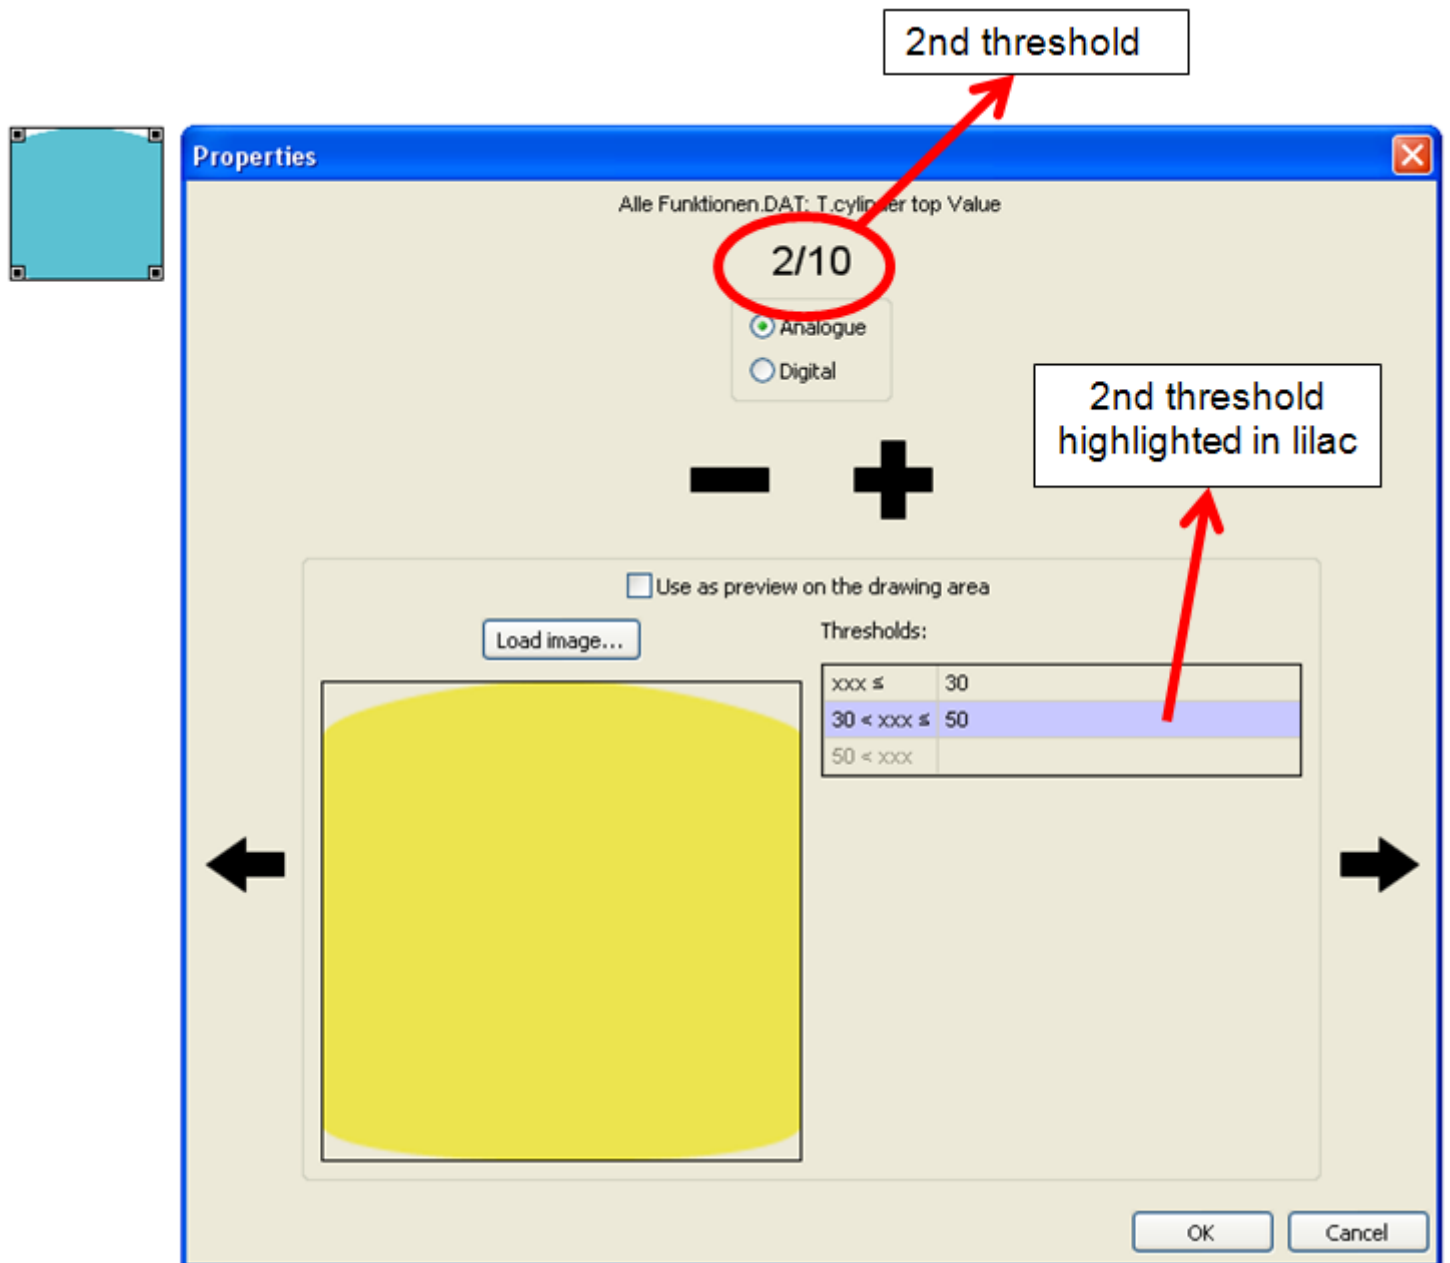 2nd threshold
Properties
Alle Funktionen.DAT: T.cylinder top Value
2/10
Analogue
Digital
2nd threshold
highlighted in lilac
Use as preview on the drawing area
Load image...
Thresholds:
xxx ≤ 30
30 < xxx ≤ 50
50 < xxx
OK Cancel